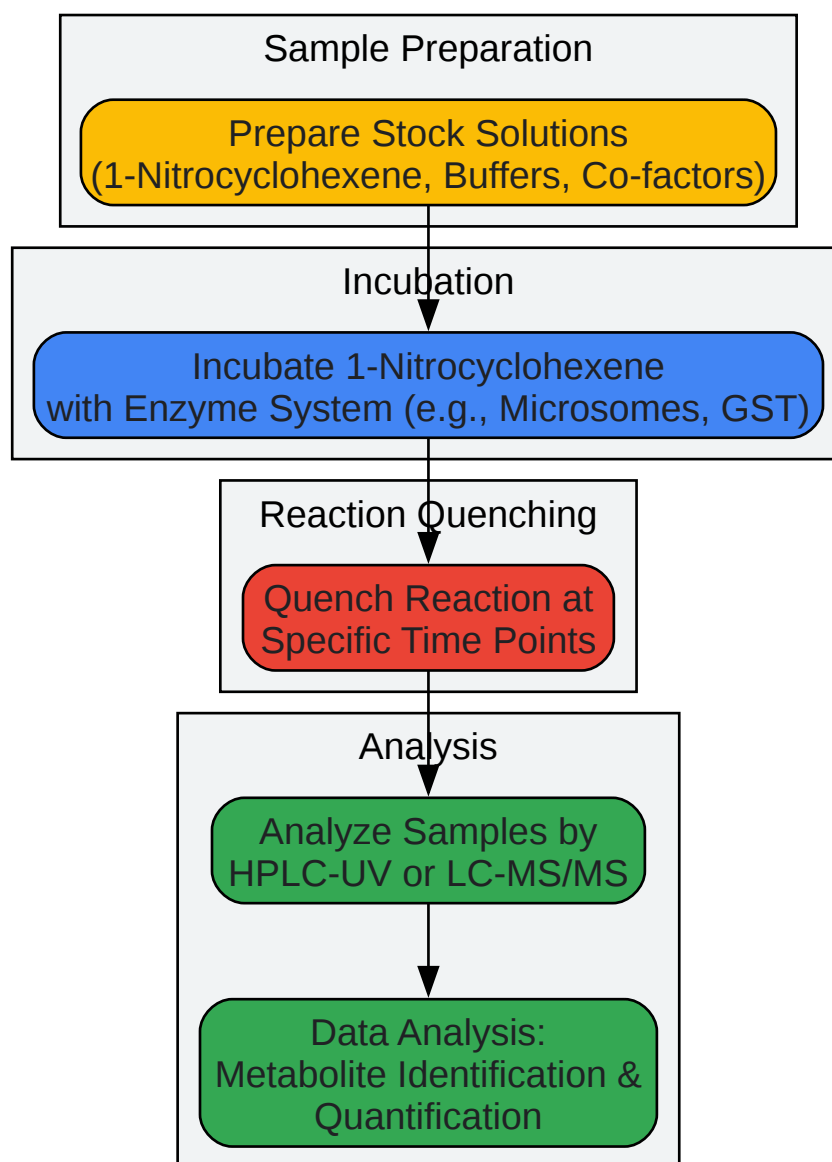 Sample Preparation
Prepare Stock Solutions
(1-Nitrocyclohexene, Buffers, Co-factors)
Incubation
Incubate 1-Nitrocyclohexene
with Enzyme System (e.g., Microsomes, GST)
Reaction Quenching
Quench Reaction at
Specific Time Points
Analysis
Analyze Samples by
HPLC-UV or LC-MS/MS
Data Analysis:
Metabolite Identification &
Quantification